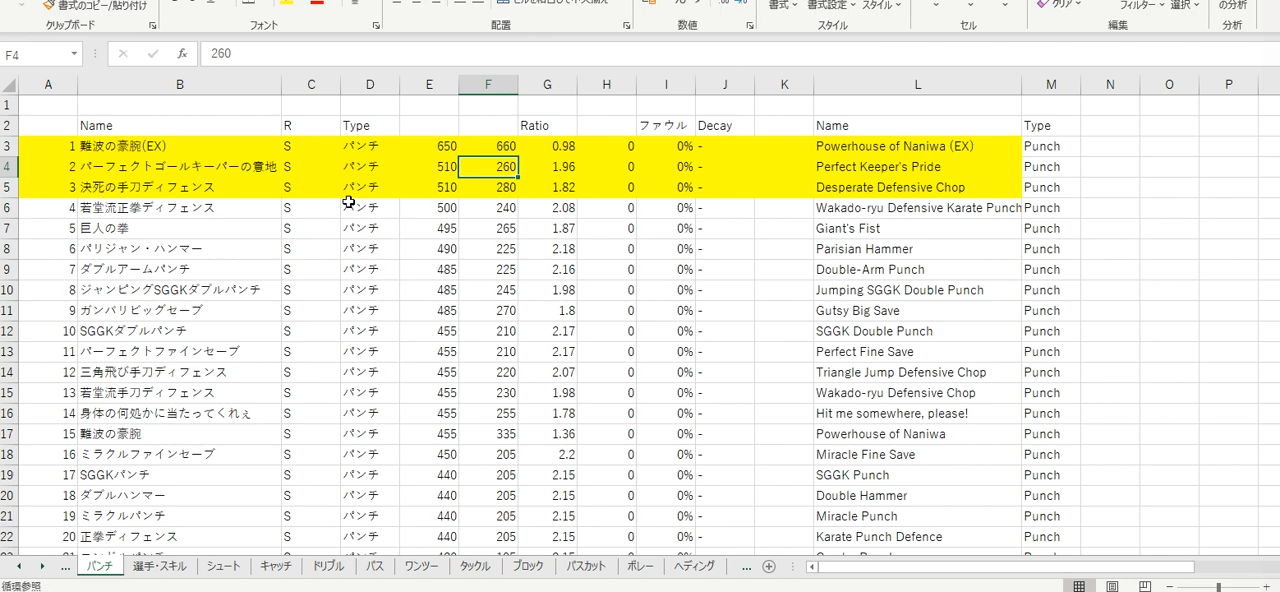 書式のコピー/貼り付け
書式 書式設定 スタイル クリア フィルター 選択 の分析
クリップボード フォント 配置 数値 スタイル セル 編集 分析
F4 fx 260
A B C D E F G H I J K L M N O P
1
2 Name R Type Ratio ファウル Decay Name Type
3 1 難波の豪腕(EX) S パンチ 650 660 0.98 0 0% - Powerhouse of Naniwa (EX) Punch
4 2 パーフェクトゴールキーパーの意地 S パンチ 510 260 1.96 0 0% - Perfect Keeper's Pride Punch
5 3 決死の手刀ディフェンス S パンチ 510 280 1.82 0 0% - Desperate Defensive Chop Punch
6 4 若堂流正拳ディフェンス S パンチ 500 240 2.08 0 0% - Wakado-ryu Defensive Karate Punch Punch
7 5 巨人の拳 S パンチ 495 265 1.87 0 0% - Giant's Fist Punch
8 6 パリジャン・ハンマー S パンチ 490 225 2.18 0 0% - Parisian Hammer Punch
9 7 ダブルアームパンチ S パンチ 485 225 2.16 0 0% - Double-Arm Punch Punch
10 8 ジャンピングSGGKダブルパンチ S パンチ 485 245 1.98 0 0% - Jumping SGGK Double Punch Punch
11 9 ガンバリビッグセーブ S パンチ 485 270 1.8 0 0% - Gutsy Big Save Punch
12 10 SGGKダブルパンチ S パンチ 455 210 2.17 0 0% - SGGK Double Punch Punch
13 11 パーフェクトファインセーブ S パンチ 455 210 2.17 0 0% - Perfect Fine Save Punch
14 12 三角飛び手刀ディフェンス S パンチ 455 220 2.07 0 0% - Triangle Jump Defensive Chop Punch
15 13 若堂流手刀ディフェンス S パンチ 455 230 1.98 0 0% - Wakado-ryu Defensive Chop Punch
16 14 身体の何処かに当たってくれぇ S パンチ 455 255 1.78 0 0% - Hit me somewhere, please! Punch
17 15 難波の豪腕 S パンチ 455 335 1.36 0 0% - Powerhouse of Naniwa Punch
18 16 ミラクルファインセーブ S パンチ 450 205 2.2 0 0% - Miracle Fine Save Punch
19 17 SGGKパンチ S パンチ 440 205 2.15 0 0% - SGGK Punch Punch
20 18 ダブルハンマー S パンチ 440 205 2.15 0 0% - Double Hammer Punch
21 19 ミラクルパンチ S パンチ 440 205 2.15 0 0% - Miracle Punch Punch
22 20 正拳ディフェンス S パンチ 440 205 2.15 0 0% - Karate Punch Defence Punch
... パンチ 選手・スキル シュート キャッチ ドリブル パス ワンツー タックル ブロック パスカット ボレー ヘディング ...
循環参照